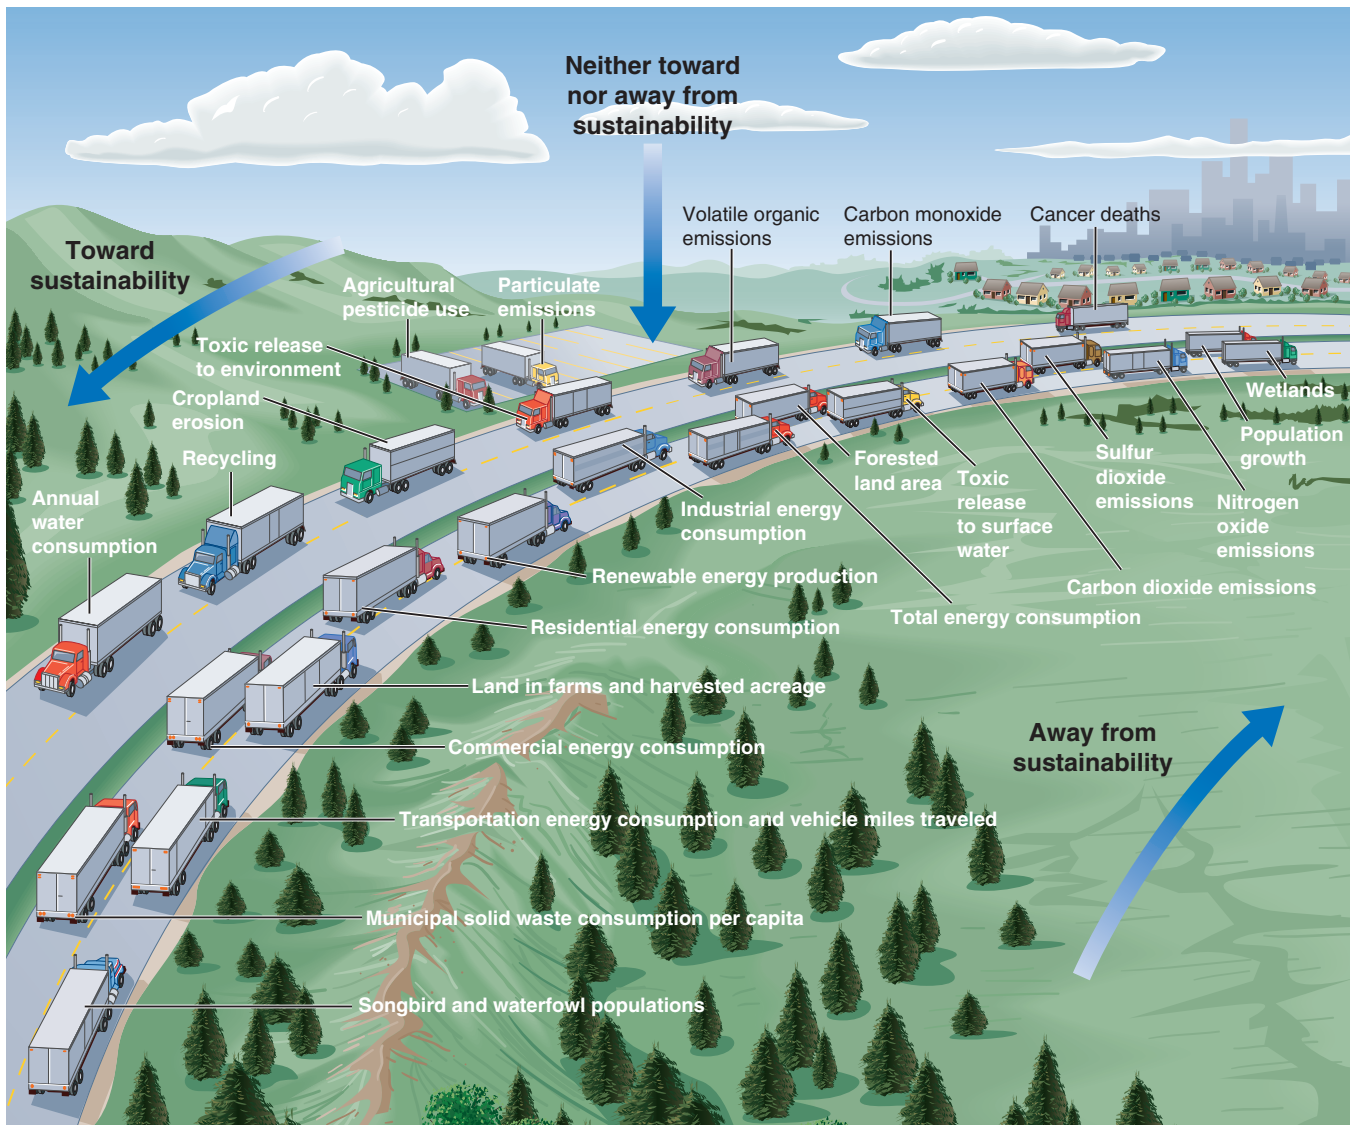 Neither toward
nor away from
sustainability
Toward
sustainability
Volatile organic
emissions
Carbon monoxide
emissions
Cancer deaths
Agricultural
pesticide use
Particulate
emissions
Toxic release
to environment
Cropland
erosion
Recycling
Annual
water
consumption
Wetlands
Population
growth
Nitrogen
oxide
emissions
Sulfur
dioxide
emissions
Carbon dioxide emissions
Toxic
release
to surface
water
Forested
land area
Total energy consumption
Industrial energy
consumption
Renewable energy production
Residential energy consumption
Land in farms and harvested acreage
Commercial energy consumption
Transportation energy consumption and vehicle miles traveled
Municipal solid waste consumption per capita
Songbird and waterfowl populations
Away from
sustainability